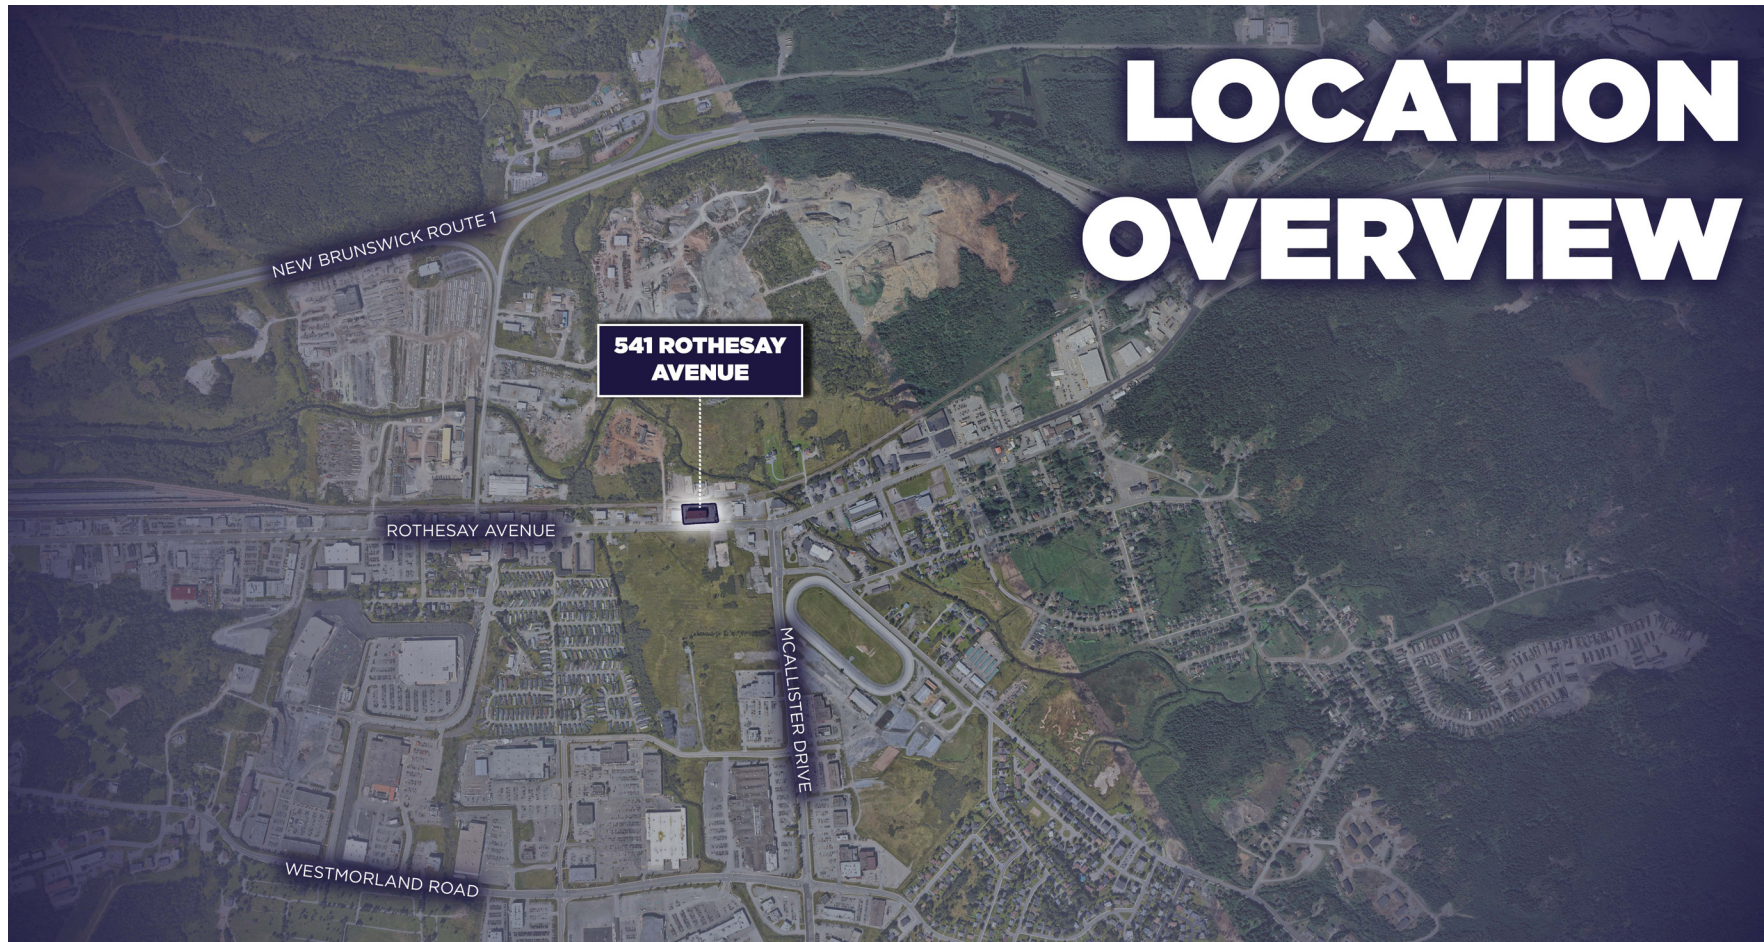 LOCATION
OVERVIEW
NEW BRUNSWICK ROUTE 1
541 ROTHESAY
AVENUE
ROTHESAY AVENUE
MCALLISTER DRIVE
WESTMORLAND ROAD